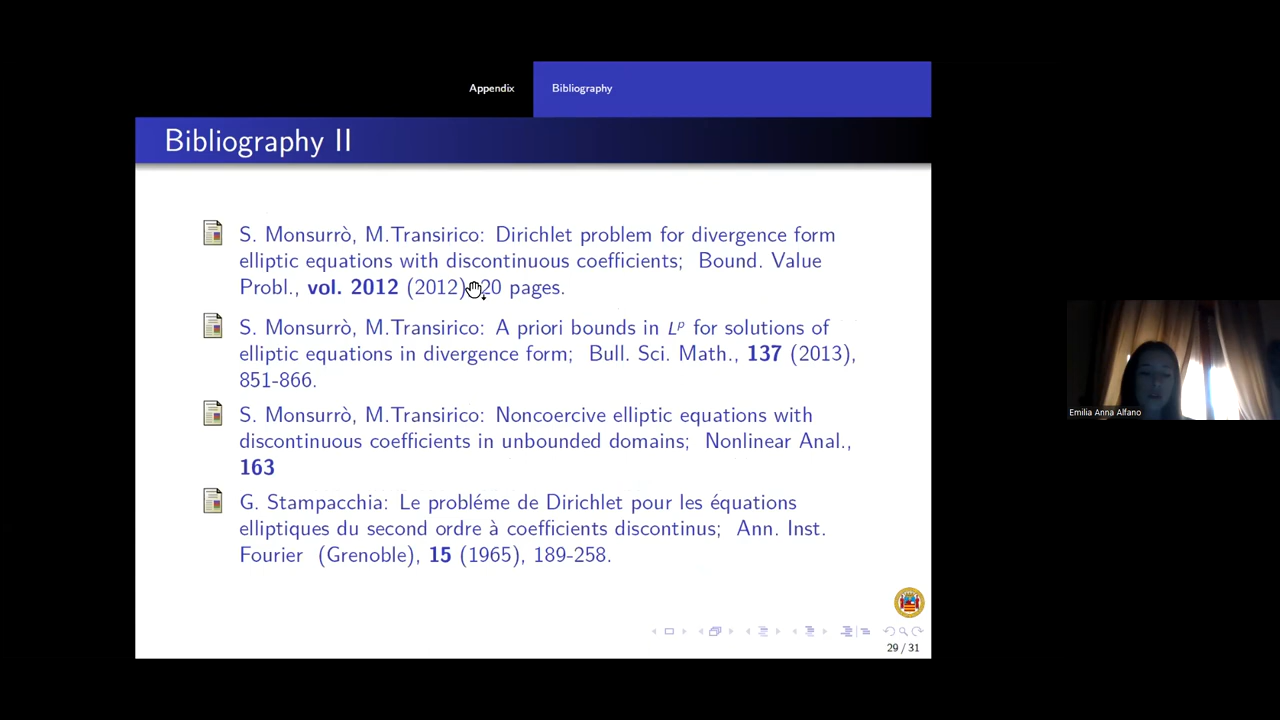 Appendix Bibliography
Bibliography II
S. Monsurrò, M.Transirico: Dirichlet problem for divergence form
elliptic equations with discontinuous coefficients; Bound. Value
Probl., vol. 2012 (2012) 20 pages.
S. Monsurrò, M.Transirico: A priori bounds in Lᵖ for solutions of
elliptic equations in divergence form; Bull. Sci. Math., 137 (2013),
851-866.
S. Monsurrò, M.Transirico: Noncoercive elliptic equations with
discontinuous coefficients in unbounded domains; Nonlinear Anal.,
163
G. Stampacchia: Le probléme de Dirichlet pour les équations
elliptiques du second ordre à coefficients discontinus; Ann. Inst.
Fourier (Grenoble), 15 (1965), 189-258.
29 / 31
Emilia Anna Alfano